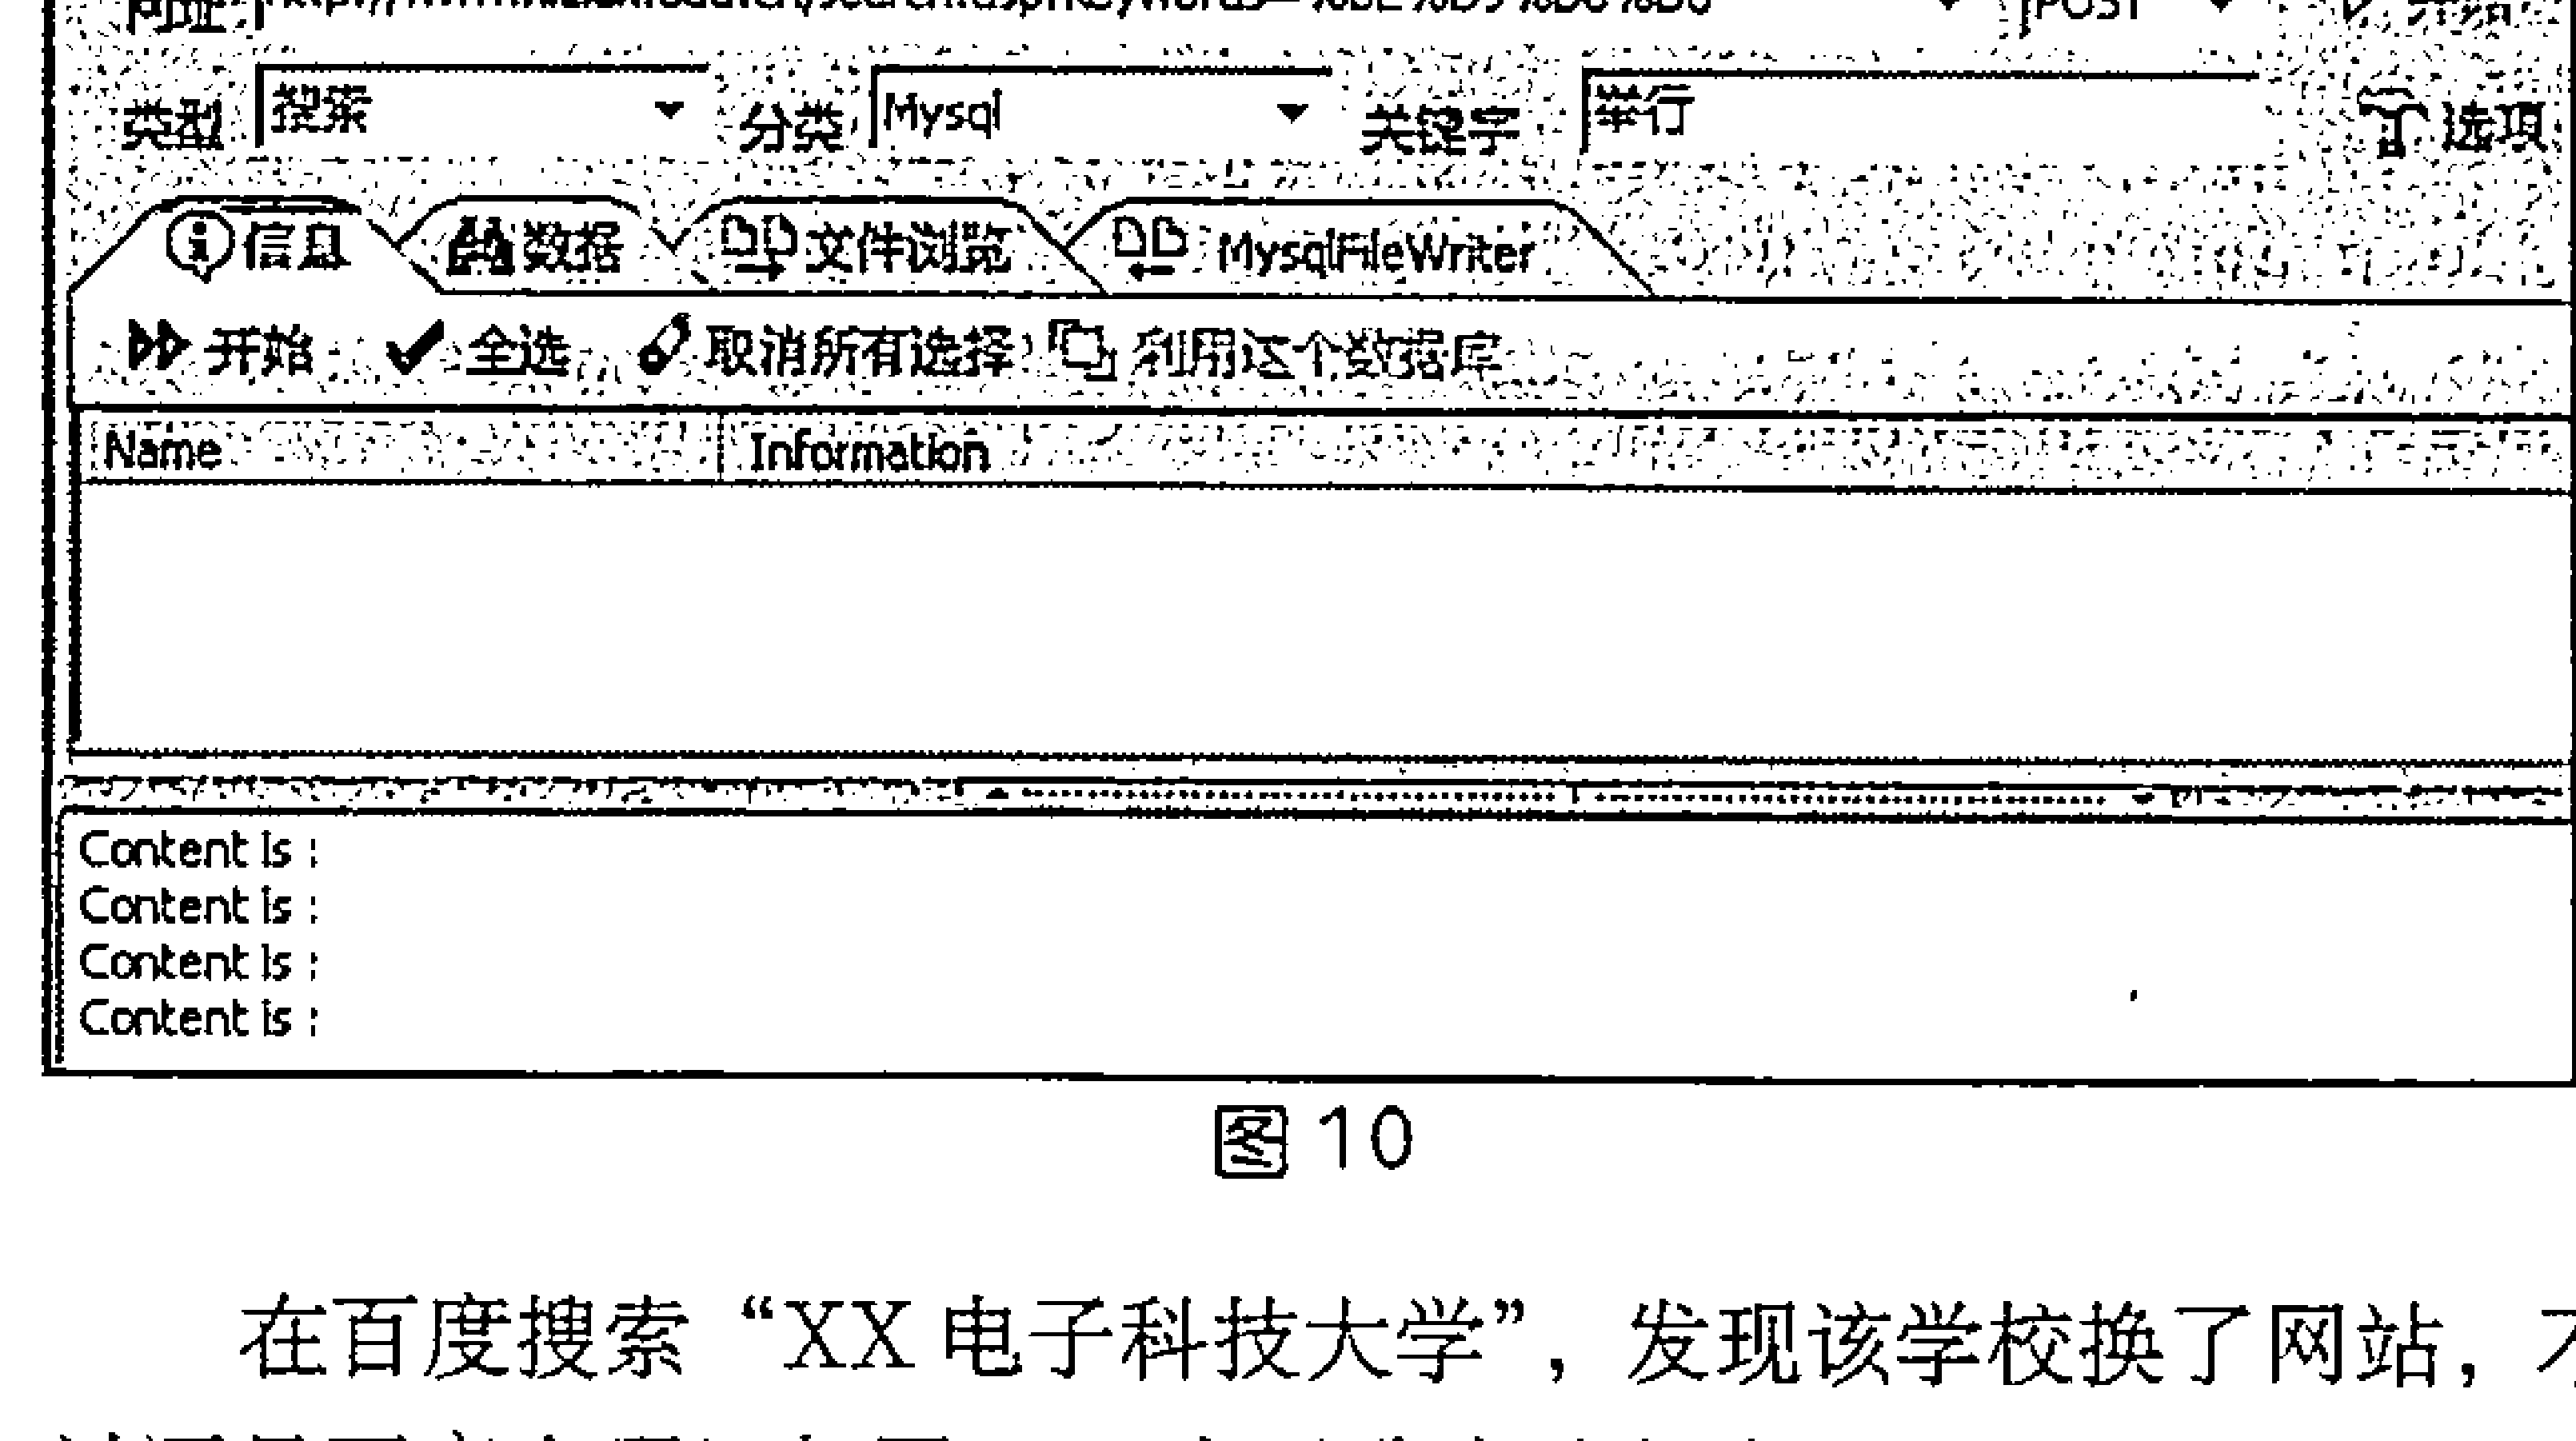 类型 搜索 分类 Mysql 关键字 举行 选项
信息 数据 文件浏览 MysqlFileWriter
开始 全选 取消所有选择 利用这个数据库
Name Information
Content is :
Content is :
Content is :
Content is :
图 10
在百度搜索“XX 电子科技大学”，发现该学校换了网站，